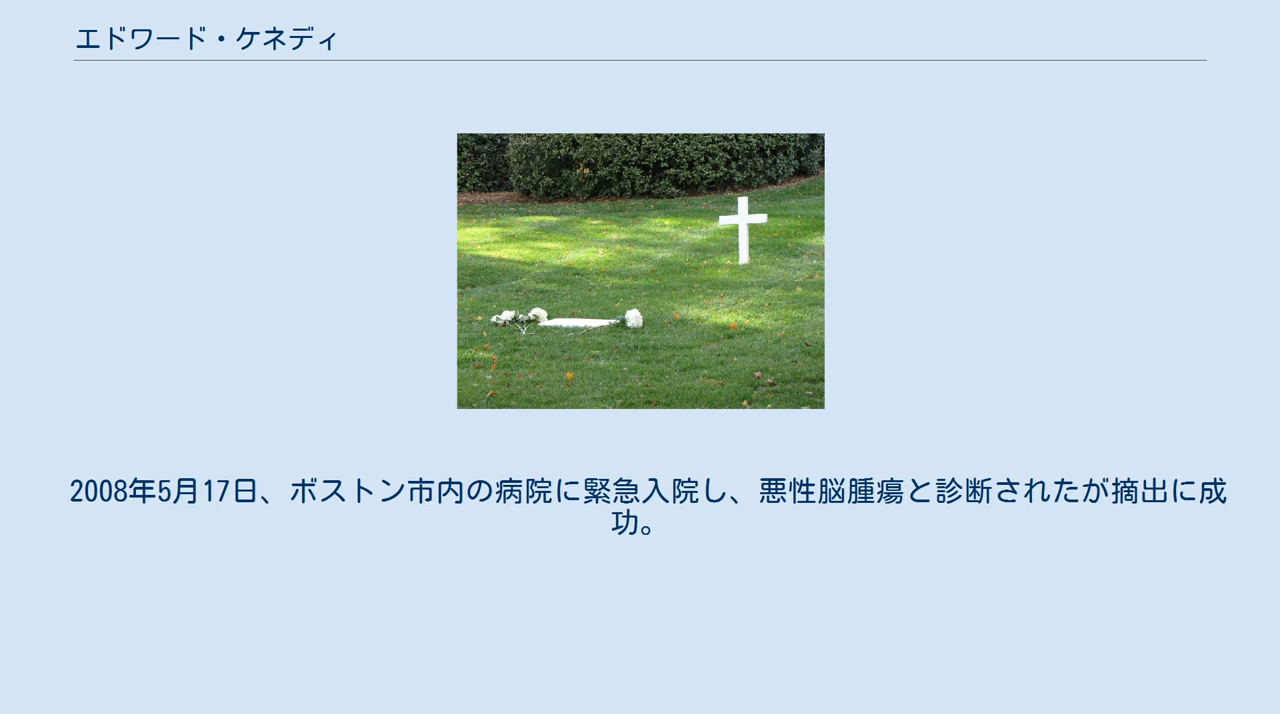 エドワード・ケネディ
2008年5月17日、ボストン市内の病院に緊急入院し、悪性脳腫瘍と診断されたが摘出に成
功。